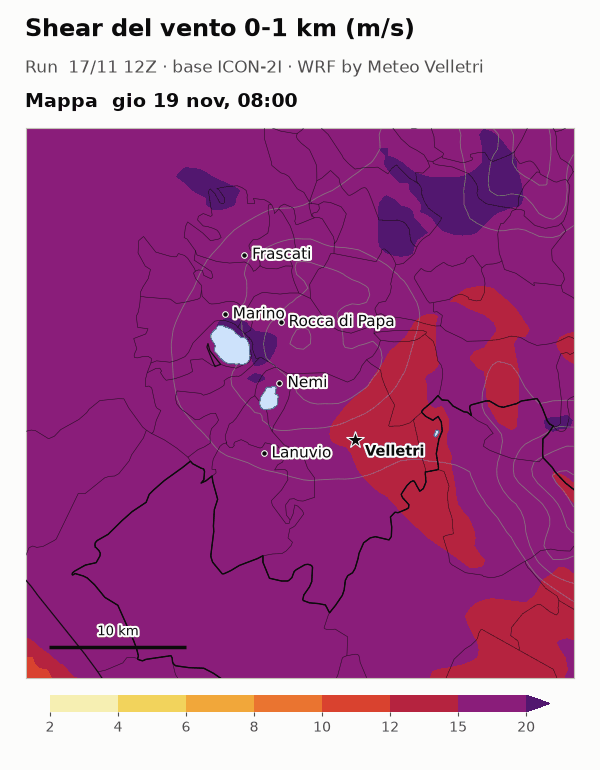 Shear del vento 0-1 km (m/s)
Run  17/11 12Z · base ICON-2I · WRF by Meteo Velletri
Mappa  gio 19 nov, 08:00
Frascati
Marino
Rocca di Papa
Nemi
Velletri
Lanuvio
10 km
2 4 6 8 10 12 15 20